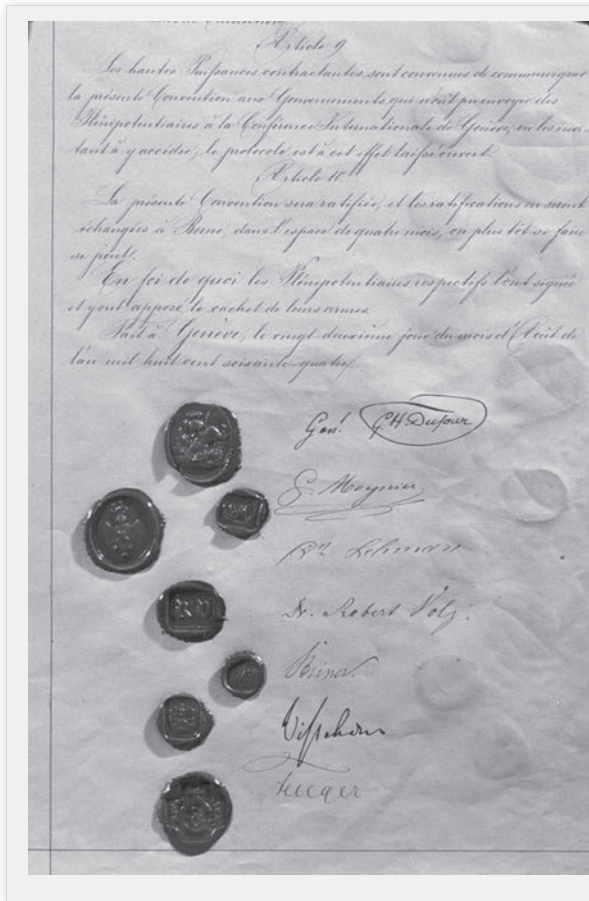 Article 9.
Les hautes Puissances contractantes sont convenues de communiquer
la présente Convention aux Gouvernements qui n'ont pu envoyer des
Plénipotentiaires à la Conférence Internationale de Genève, en les invi-
tant à y accéder; le protocole est à cet effet laissé ouvert.
Article 10.
La présente Convention sera ratifiée, et les ratifications en seront
échangées à Berne, dans l'espace de quatre mois, ou plus tôt si faire
se peut.
En foi de quoi les Plénipotentiaires respectifs l'ont signée
et y ont apposé le cachet de leurs armes.
Fait à Genève, le vingt-deuxième jour du mois d'Août de
l'an mil huit cent soixante-quatre.
Genl. G. H. Dufour
G. Moynier
Dr. Lehmann
Dr. Robert Volz.
Steiner.
Visschers
Fenger